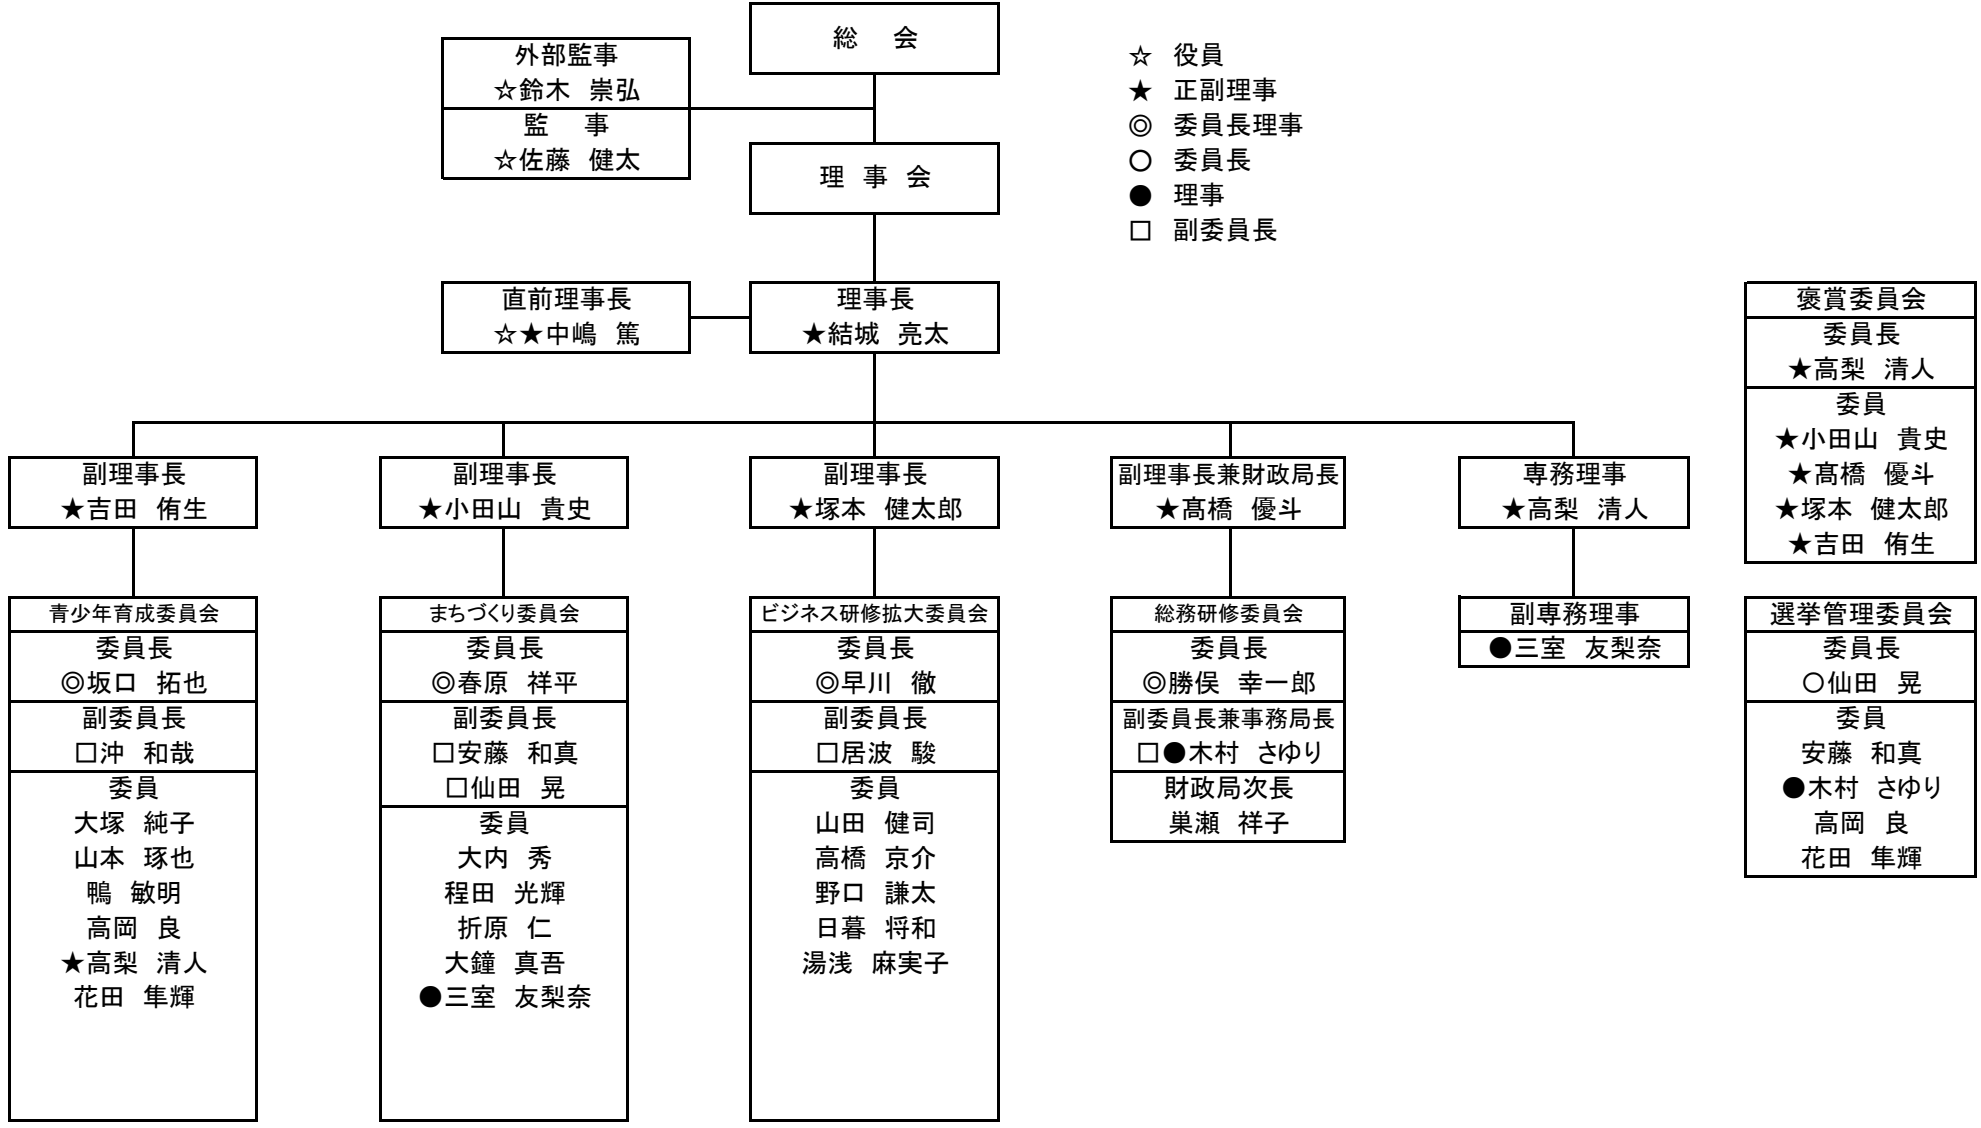 総 会
外部監事
☆鈴木 崇弘
監 事
☆佐藤 健太
理 事 会
☆ 役員
★ 正副理事
◎ 委員長理事
○ 委員長
● 理事
□ 副委員長
直前理事長
☆★中嶋 篤
理事長
★結城 亮太
副理事長
★吉田 侑生
副理事長
★小田山 貴史
副理事長
★塚本 健太郎
副理事長兼財政局長
★髙橋 優斗
専務理事
★高梨 清人
青少年育成委員会
委員長
◎坂口 拓也
副委員長
□沖 和哉
委員
大塚 純子
山本 琢也
鴨 敏明
高岡 良
★高梨 清人
花田 隼輝
まちづくり委員会
委員長
◎春原 祥平
副委員長
□安藤 和真
□仙田 晃
委員
大内 秀
程田 光輝
折原 仁
大鐘 真吾
●三室 友梨奈
ビジネス研修拡大委員会
委員長
◎早川 徹
副委員長
□居波 駿
委員
山田 健司
高橋 京介
野口 謙太
日暮 将和
湯浅 麻実子
総務研修委員会
委員長
◎勝俣 幸一郎
副委員長兼事務局長
□●木村 さゆり
財政局次長
巣瀬 祥子
副専務理事
●三室 友梨奈
褒賞委員会
委員長
★高梨 清人
委員
★小田山 貴史
★髙橋 優斗
★塚本 健太郎
★吉田 侑生
選挙管理委員会
委員長
○仙田 晃
委員
安藤 和真
●木村 さゆり
高岡 良
花田 隼輝